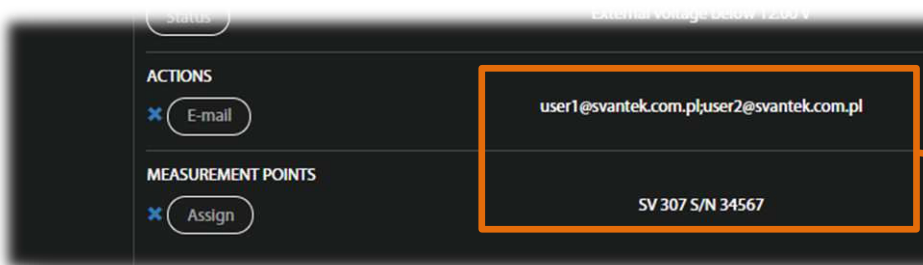 Status External Voltage below 12.00 V
ACTIONS
E-mail user1@svantek.com.pl;user2@svantek.com.pl
MEASUREMENT POINTS
Assign SV 307 S/N 34567